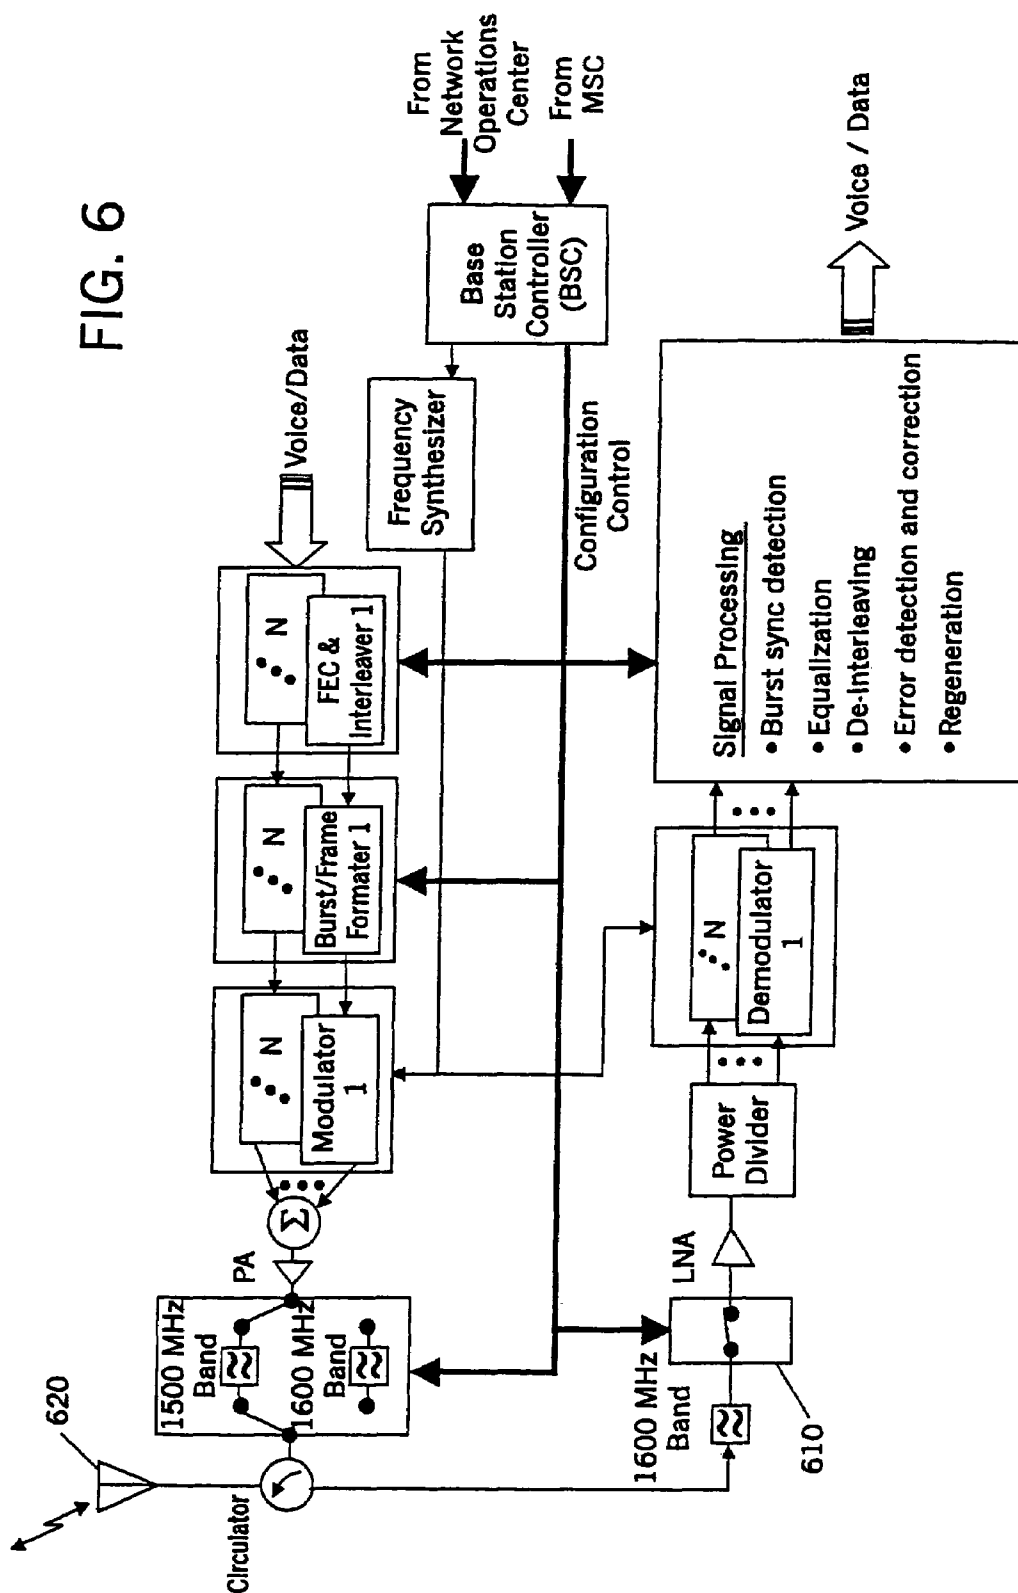 FIG. 6
620
Circulator
1500 MHz
Band
1600 MHz
Band
PA
Σ
N
Modulator
1
N
Burst/Frame
Formater 1
N
FEC &
Interleaver 1
Voice/Data
Frequency
Synthesizer
Base
Station
Controller
(BSC)
From
Network
Operations
Center
From
MSC
Configuration
Control
1600 MHz
Band
610
LNA
Power
Divider
N
Demodulator
1
Signal Processing
• Burst sync detection
• Equalization
• De-Interleaving
• Error detection and correction
• Regeneration
Voice / Data